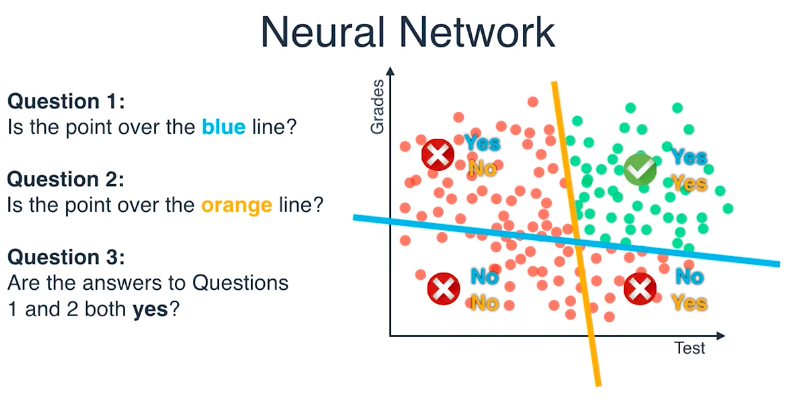 Neural Network
Question 1:
Is the point over the blue line?
Question 2:
Is the point over the orange line?
Question 3:
Are the answers to Questions
1 and 2 both yes?
Grades
Yes
No
Yes
Yes
No
No
No
Yes
Test